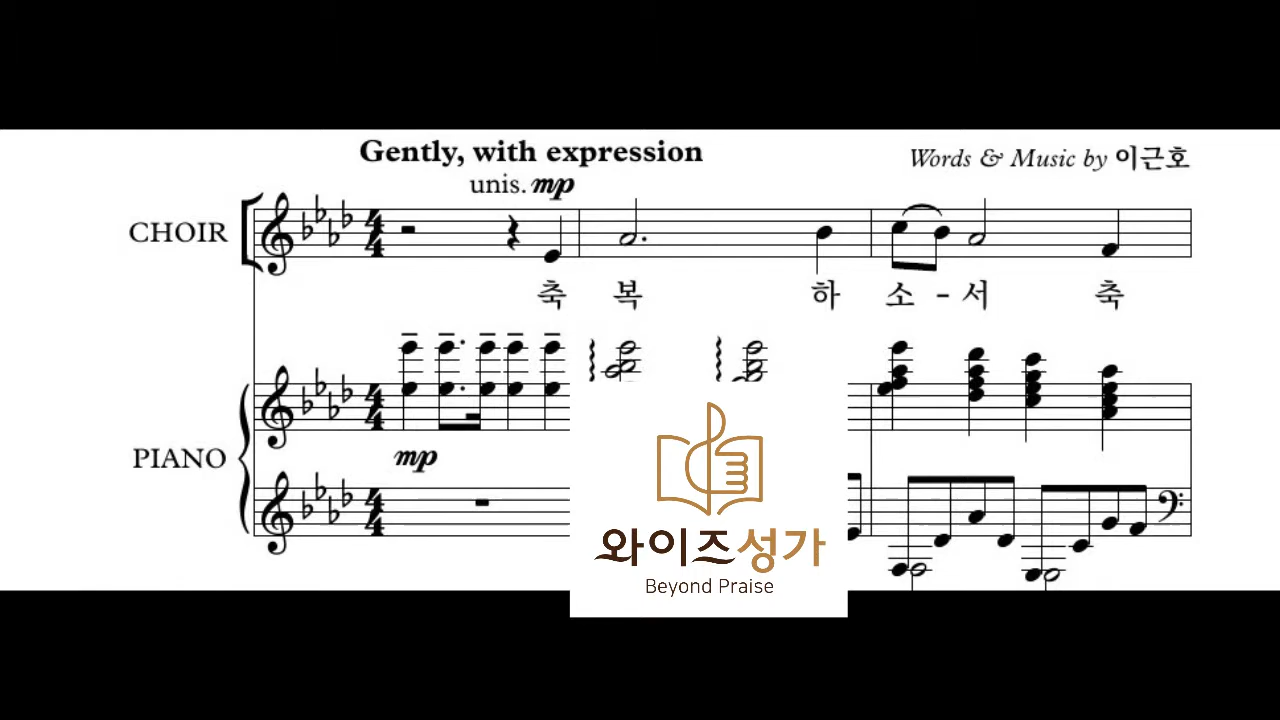 Gently, with expression
Words & Music by 이근호
unis. mp
CHOIR
축 복 하 소 - 서 축
PIANO
mp
와이즈성가
Beyond Praise